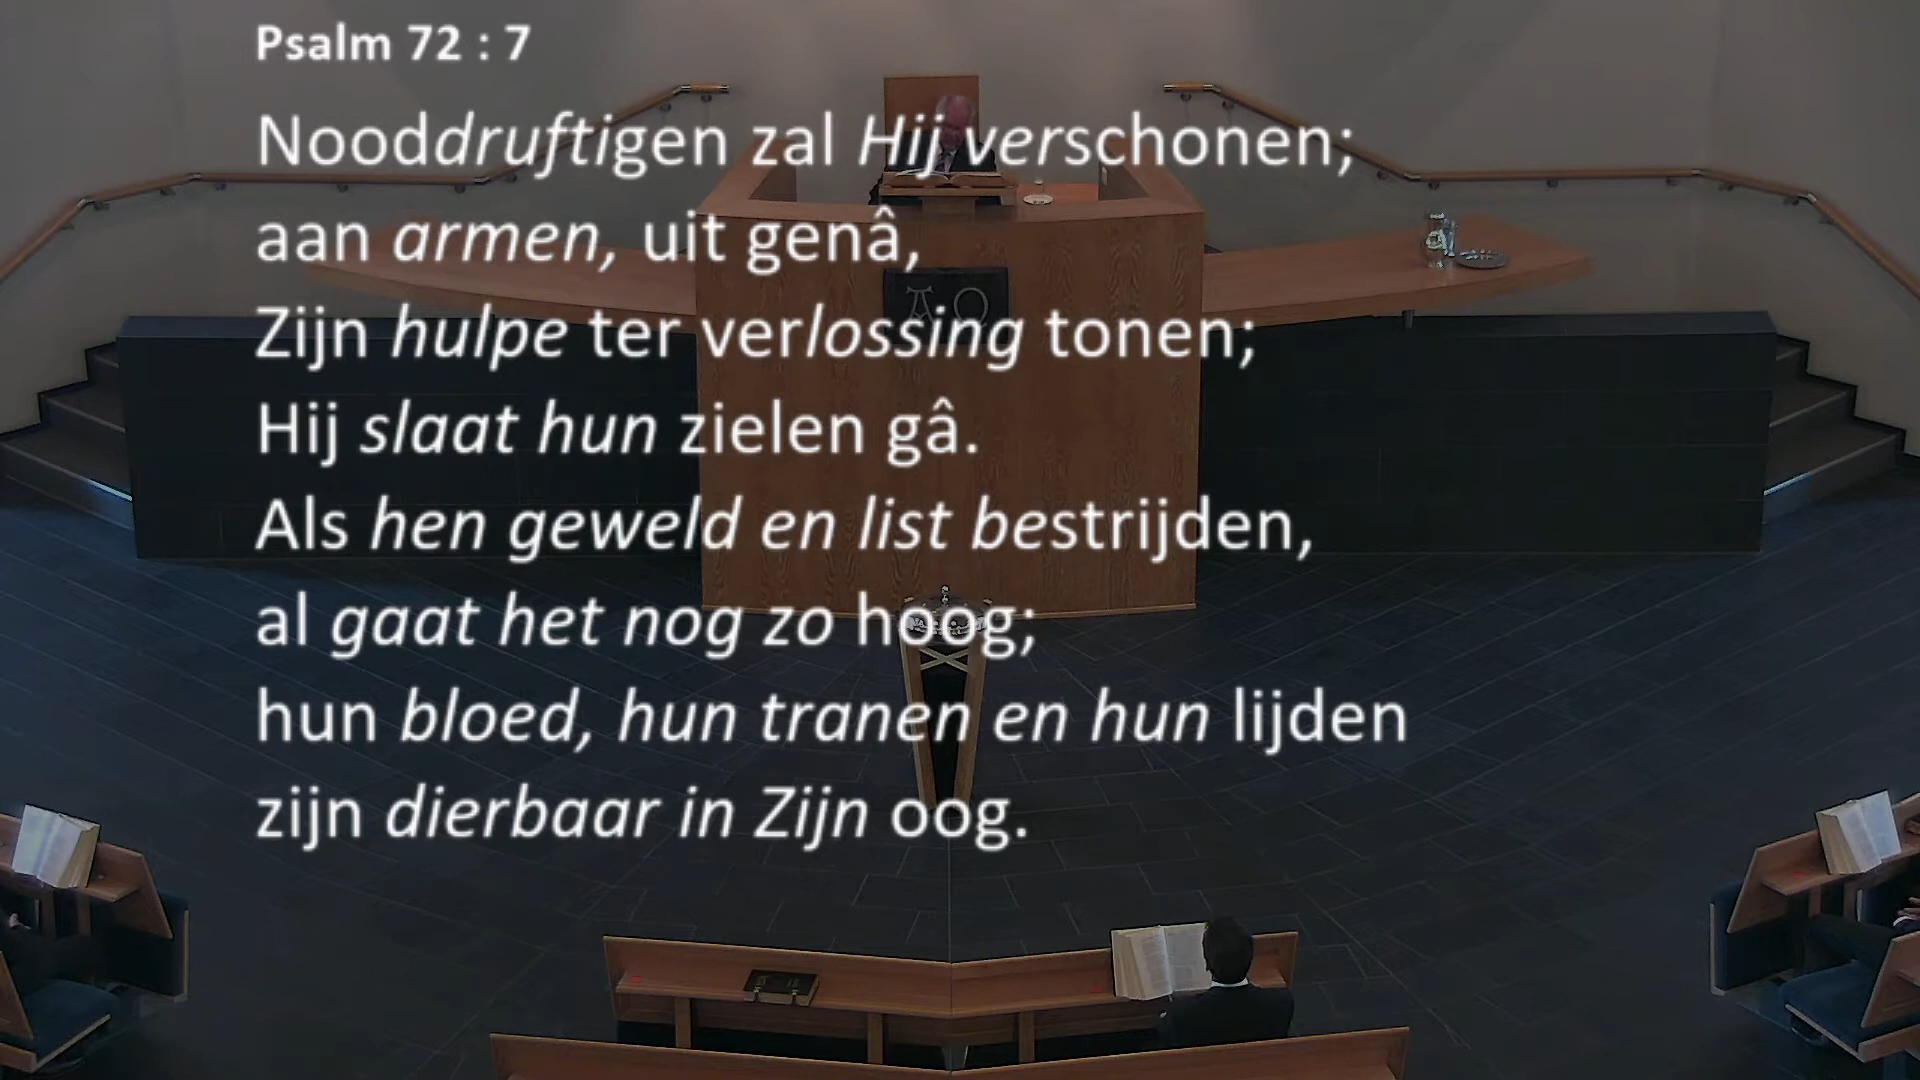 Psalm 72 : 7
Nooddruftigen zal Hij verschonen;
aan armen, uit genâ,
Zijn hulpe ter verlossing tonen;
Hij slaat hun zielen gâ.
Als hen geweld en list bestrijden,
al gaat het nog zo hoog;
hun bloed, hun tranen en hun lijden
zijn dierbaar in Zijn oog.